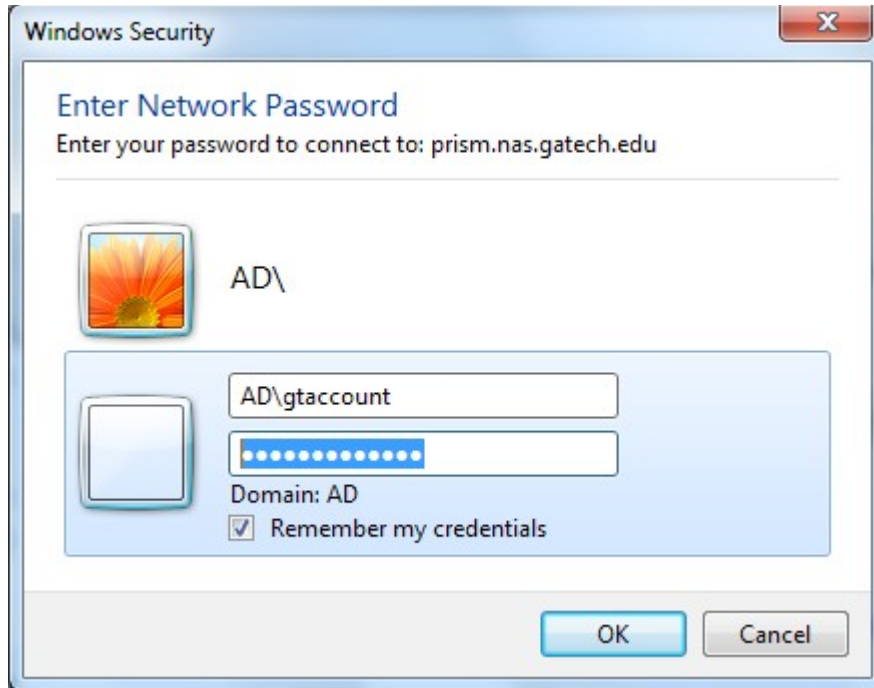 Windows Security
Enter Network Password
Enter your password to connect to: prism.nas.gatech.edu
AD\
AD\gtaccount
•••••••••••••
Domain: AD
Remember my credentials
OK
Cancel